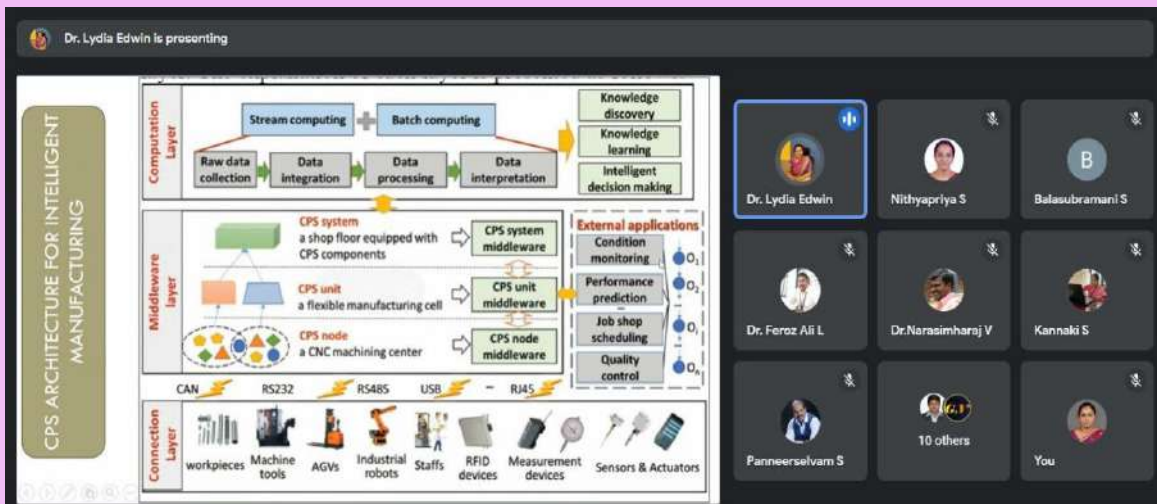 Dr. Lydia Edwin is presenting
CPS ARCHITECTURE FOR INTELLIGENT
MANUFACTURING
Computation
Layer
Stream computing
Batch computing
Raw data
collection
Data
integration
Data
processing
Data
interpretation
Knowledge
discovery
Knowledge
learning
Intelligent
decision making
Middleware
layer
CPS system
a shop floor equipped with
CPS components
CPS system
middleware
CPS unit
a flexible manufacturing cell
CPS unit
middleware
CPS node
a CNC machining center
CPS node
middleware
External applications
Condition
monitoring
Performance
prediction
Job shop
scheduling
Quality
control
O1
O2
Oi
On
CAN
RS232
RS485
USB
RJ45
Connection
Layer
workpieces
Machine
tools
AGVs
Industrial
robots
Staffs
RFID
devices
Measurement
devices
Sensors & Actuators
Dr. Lydia Edwin
Nithyapriya S
B
Balasubramani S
Dr. Feroz Ali L
Dr.Narasimharaj V
Kannaki S
Panneerselvam S
10 others
You